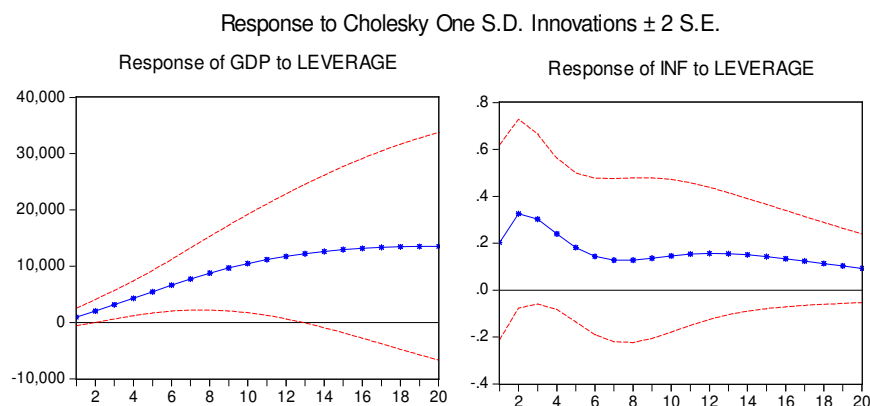 Response to Cholesky One S.D. Innovations ± 2 S.E.
Response of GDP to LEVERAGE
40,000
30,000
20,000
10,000
0
-10,000
2 4 6 8 10 12 14 16 18 20
Response of INF to LEVERAGE
.8
.6
.4
.2
.0
-.2
-.4
2 4 6 8 10 12 14 16 18 20